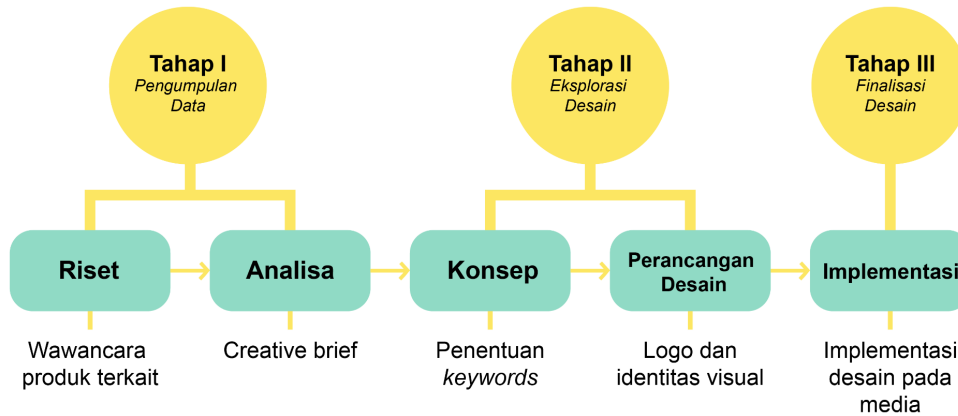 Tahap I
Pengumpulan
Data
Tahap II
Eksplorasi
Desain
Tahap III
Finalisasi
Desain
Riset
Analisa
Konsep
Perancangan
Desain
Implementasi
Wawancara
produk terkait
Creative brief
Penentuan
keywords
Logo dan
identitas visual
Implementasi
desain pada
media